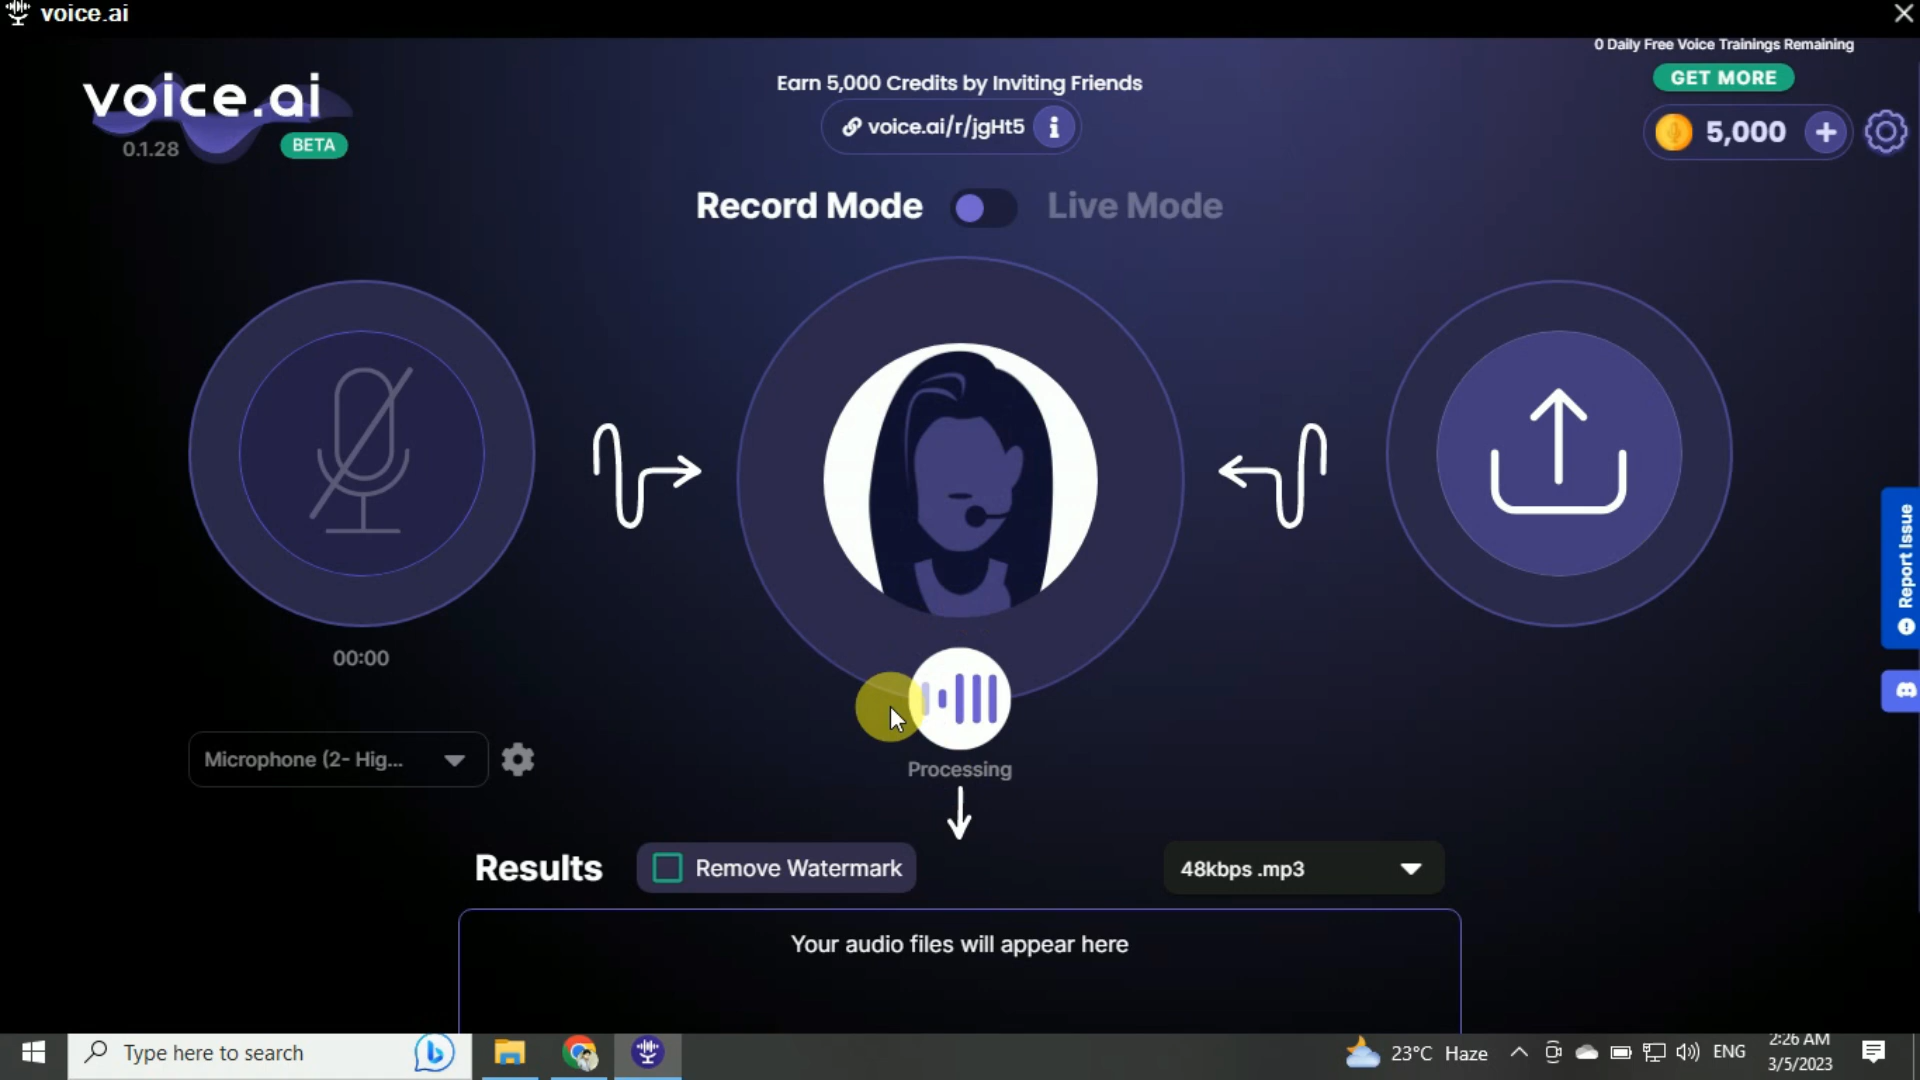 voice.ai
0 Daily Free Voice Trainings Remaining
voice.ai
0.1.28
BETA
Earn 5,000 Credits by Inviting Friends
voice.ai/r/jgHt5
GET MORE
5,000
Record Mode
Live Mode
Report Issue
00:00
Microphone (2- Hig...
Processing
Results
Remove Watermark
48kbps .mp3
Your audio files will appear here
Type here to search
23°C Haze
ENG
2:26 AM
3/5/2023